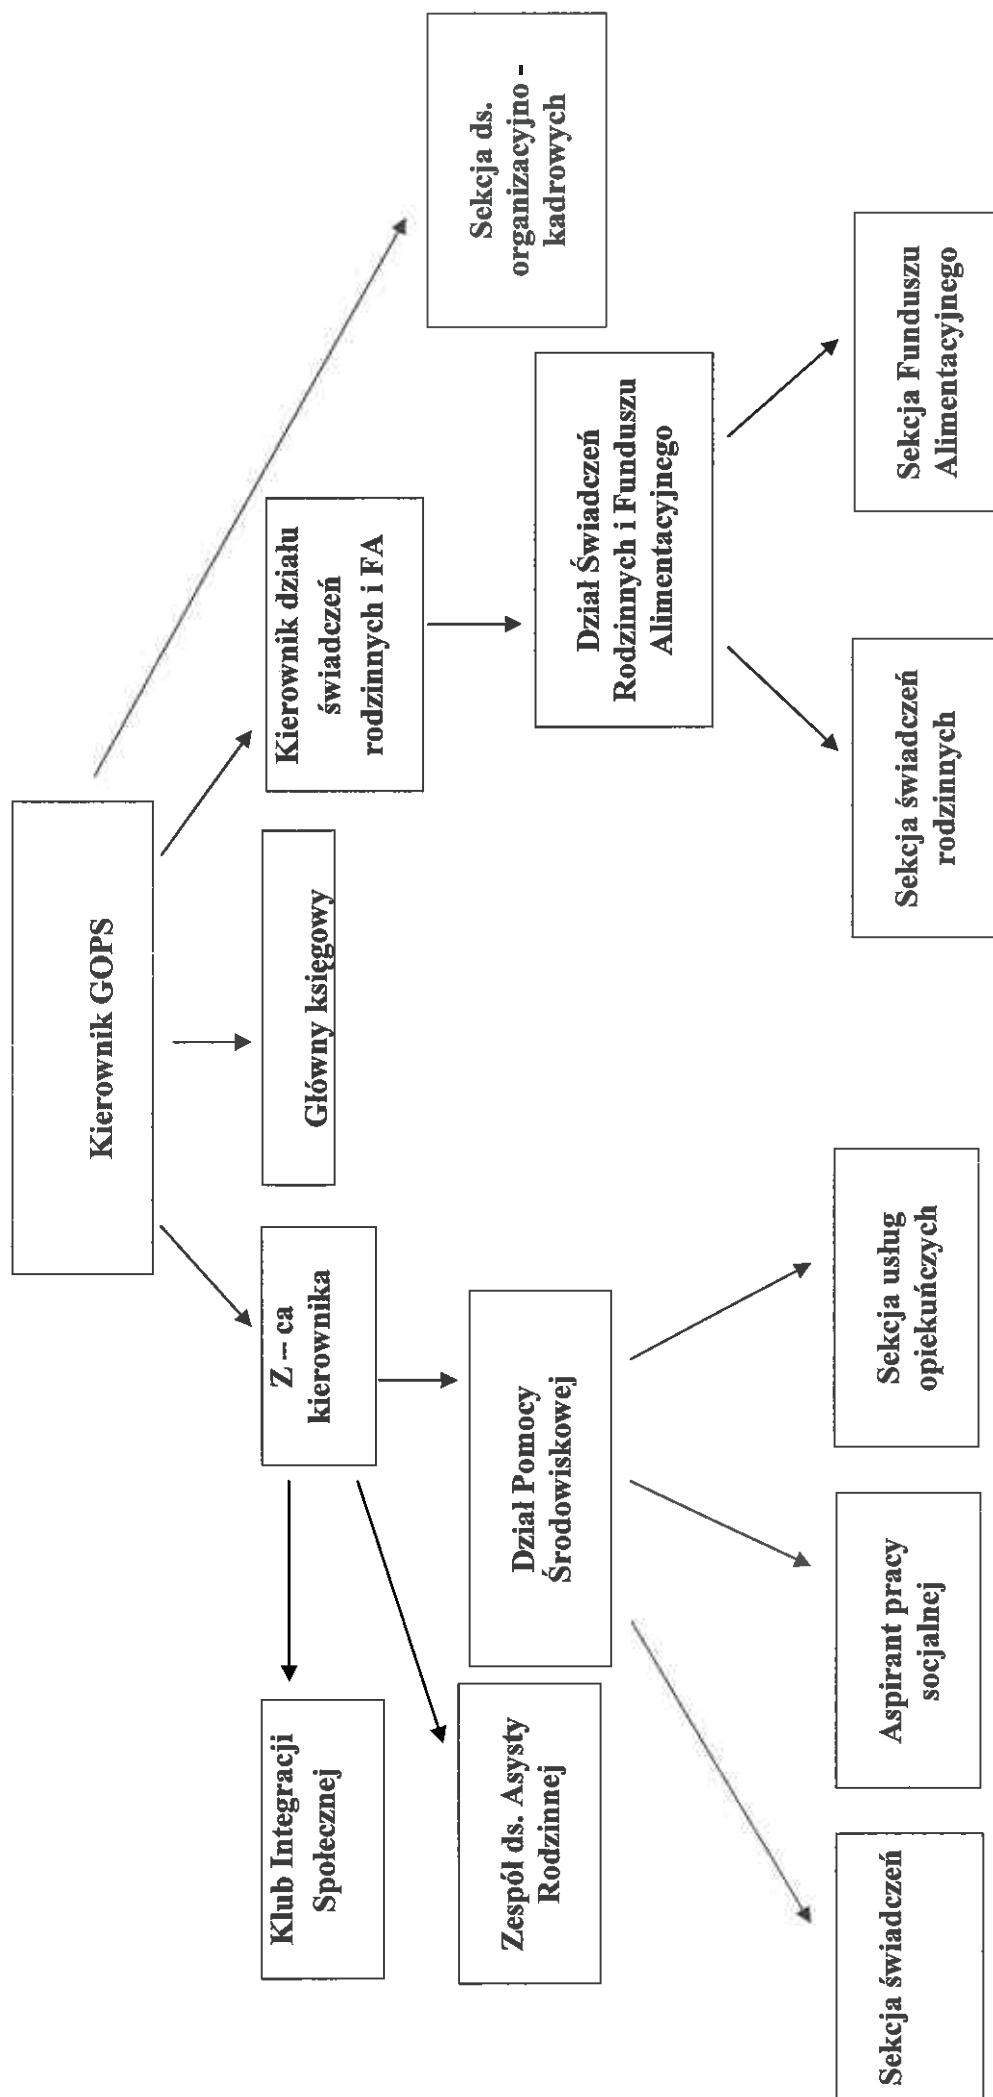 Kierownik GOPS
Klub Integracji
Społecznej
Z – ca
kierownika
Główny księgowy
Kierownik działu
świadczeń
rodzinnych i FA
Sekcja ds.
organizacyjno -
kadrowych
Zespół ds. Asysty
Rodzinnej
Dział Pomocy
Środowiskowej
Dział Świadczeń
Rodzinnych i Funduszu
Alimentacyjnego
Sekcja świadczeń
Aspirant pracy
socjalnej
Sekcja usług
opiekuńczych
Sekcja świadczeń
rodzinnych
Sekcja Funduszu
Alimentacyjnego